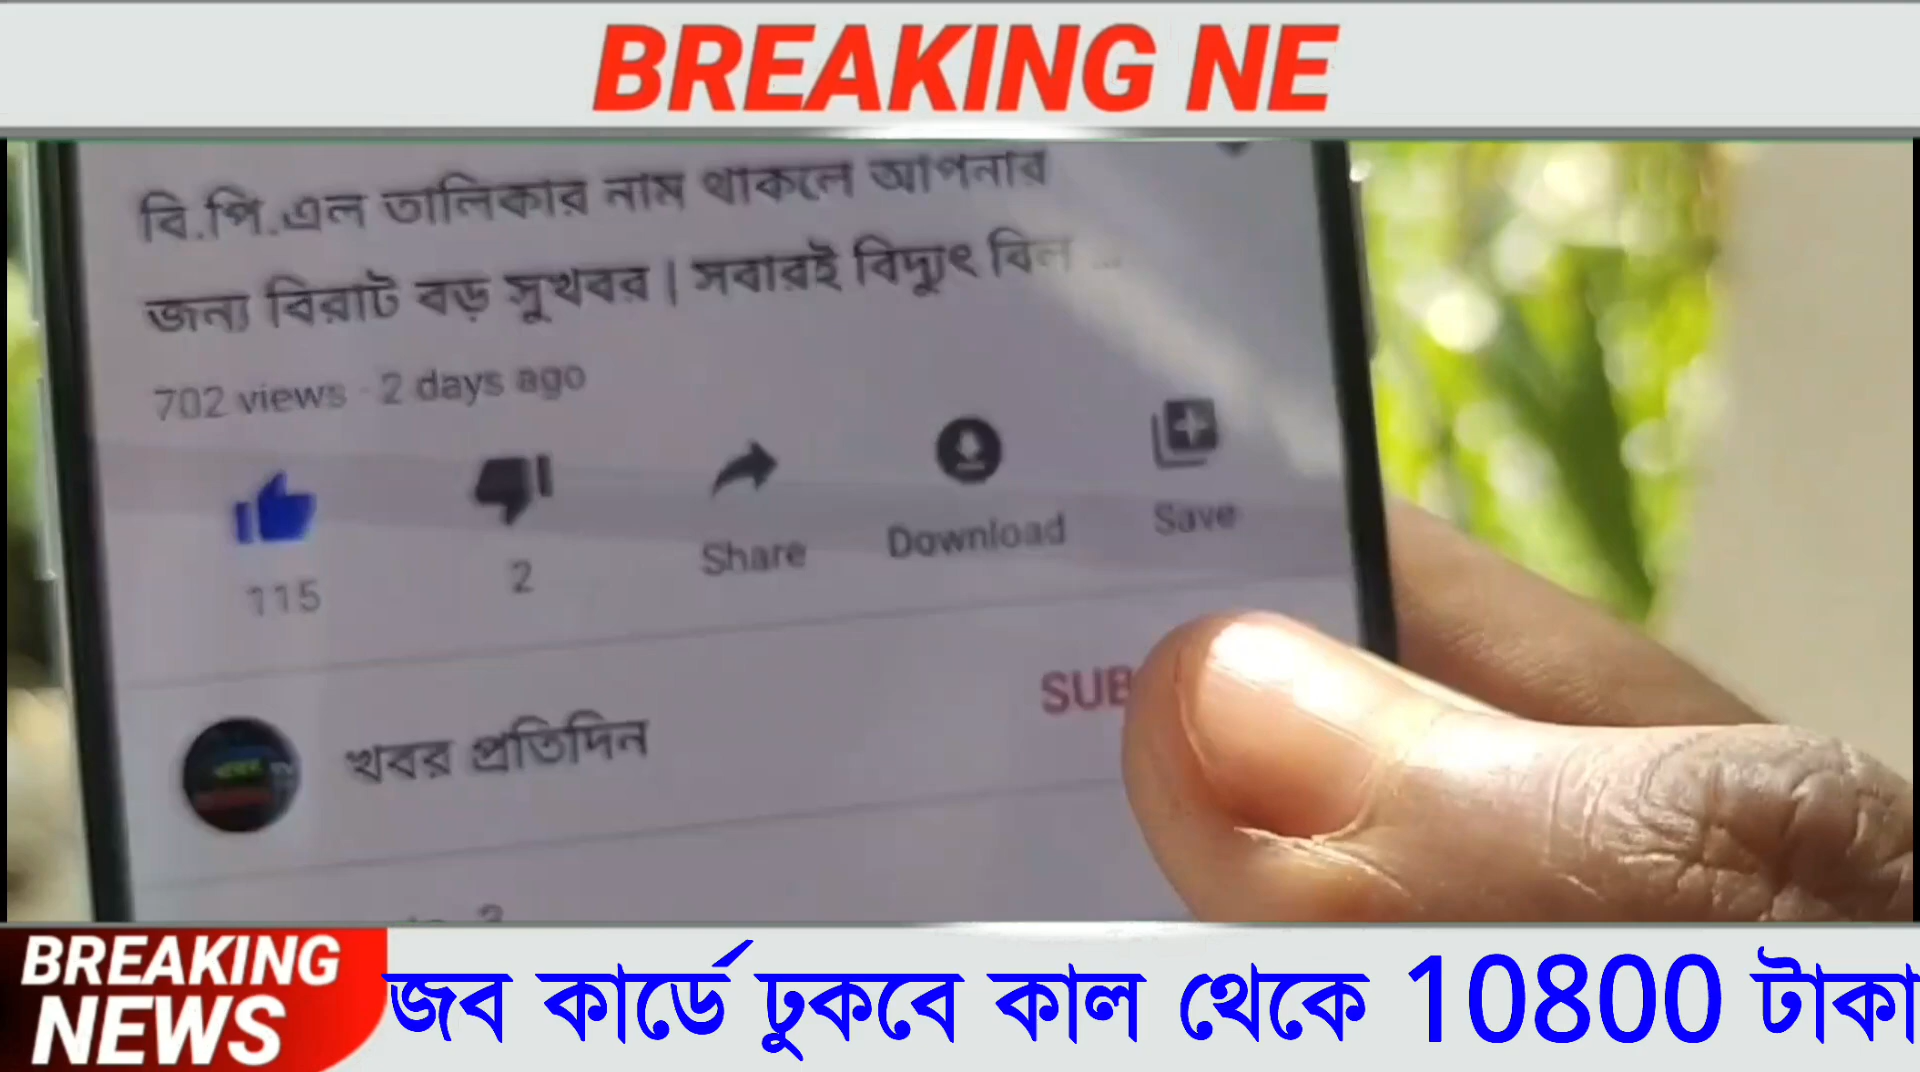 BREAKING NE
বি.পি.এল তালিকার নাম থাকলে আপনার
জন্য বিরাট বড় সুখবর | সবারই বিদ্যুৎ বিল ...
702 views · 2 days ago
115
2
Share
Download
Save
SUB
খবর প্রতিদিন
BREAKING
NEWS
জব কার্ডে ঢুকবে কাল থেকে 10800 টাকা